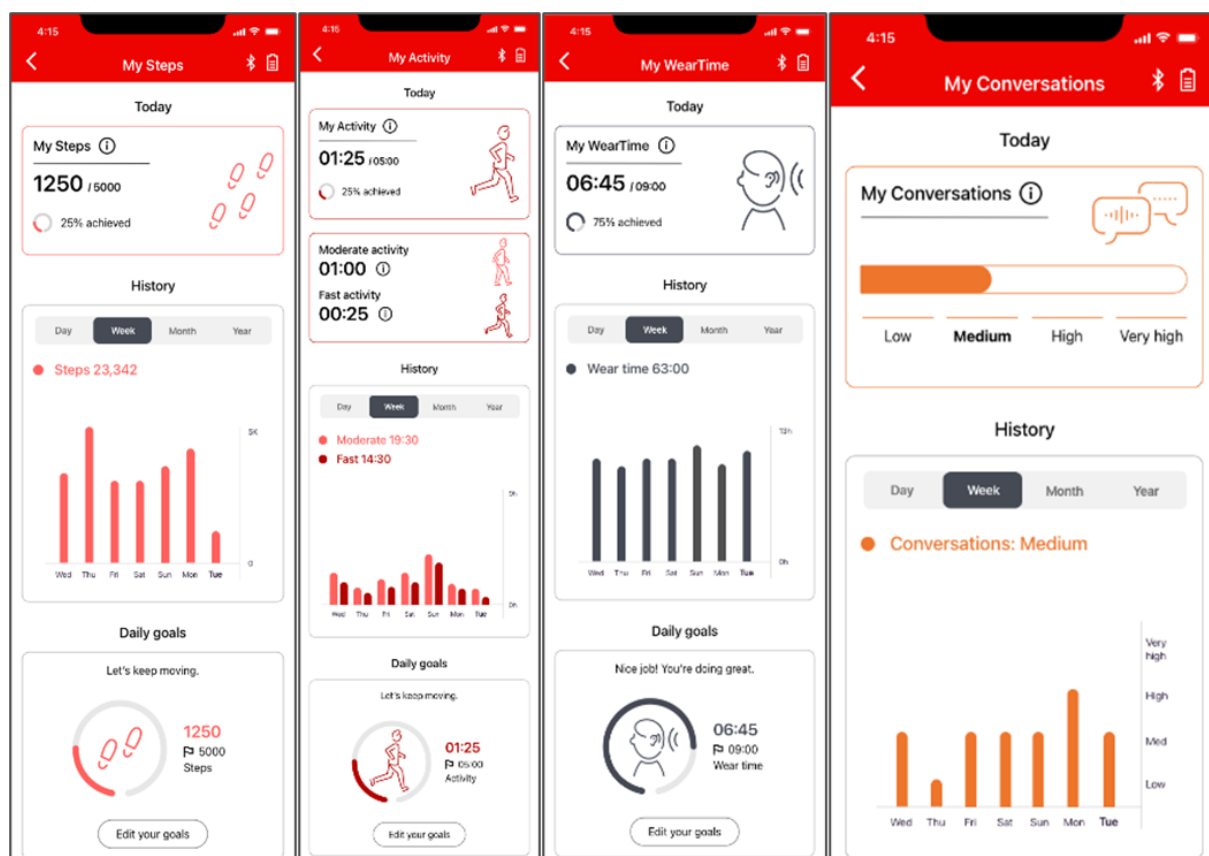 4:15
My Steps
Today
My Steps
1250 / 5000
25% achieved
History
Day Week Month Year
Steps 23,342
5K
0
Wed Thu Fri Sat Sun Mon Tue
Daily goals
Let's keep moving.
1250
5000
Steps
Edit your goals
4:15
My Activity
Today
My Activity
01:25 / 05:00
25% achieved
Moderate activity
01:00
Fast activity
00:25
History
Day Week Month Year
Moderate 19:30
Fast 14:30
9h
0h
Wed Thu Fri Sat Sun Mon Tue
Daily goals
Let's keep moving.
01:25
05:00
Activity
Edit your goals
4:15
My WearTime
Today
My WearTime
06:45 / 09:00
75% achieved
History
Day Week Month Year
Wear time 63:00
0h
Wed Thu Fri Sat Sun Mon Tue
Daily goals
Nice job! You're doing great.
06:45
09:00
Wear time
Edit your goals
4:15
My Conversations
Today
My Conversations
Low Medium High Very high
History
Day Week Month Year
Conversations: Medium
Very
high
High
Med
Low
Wed Thu Fri Sat Sun Mon Tue